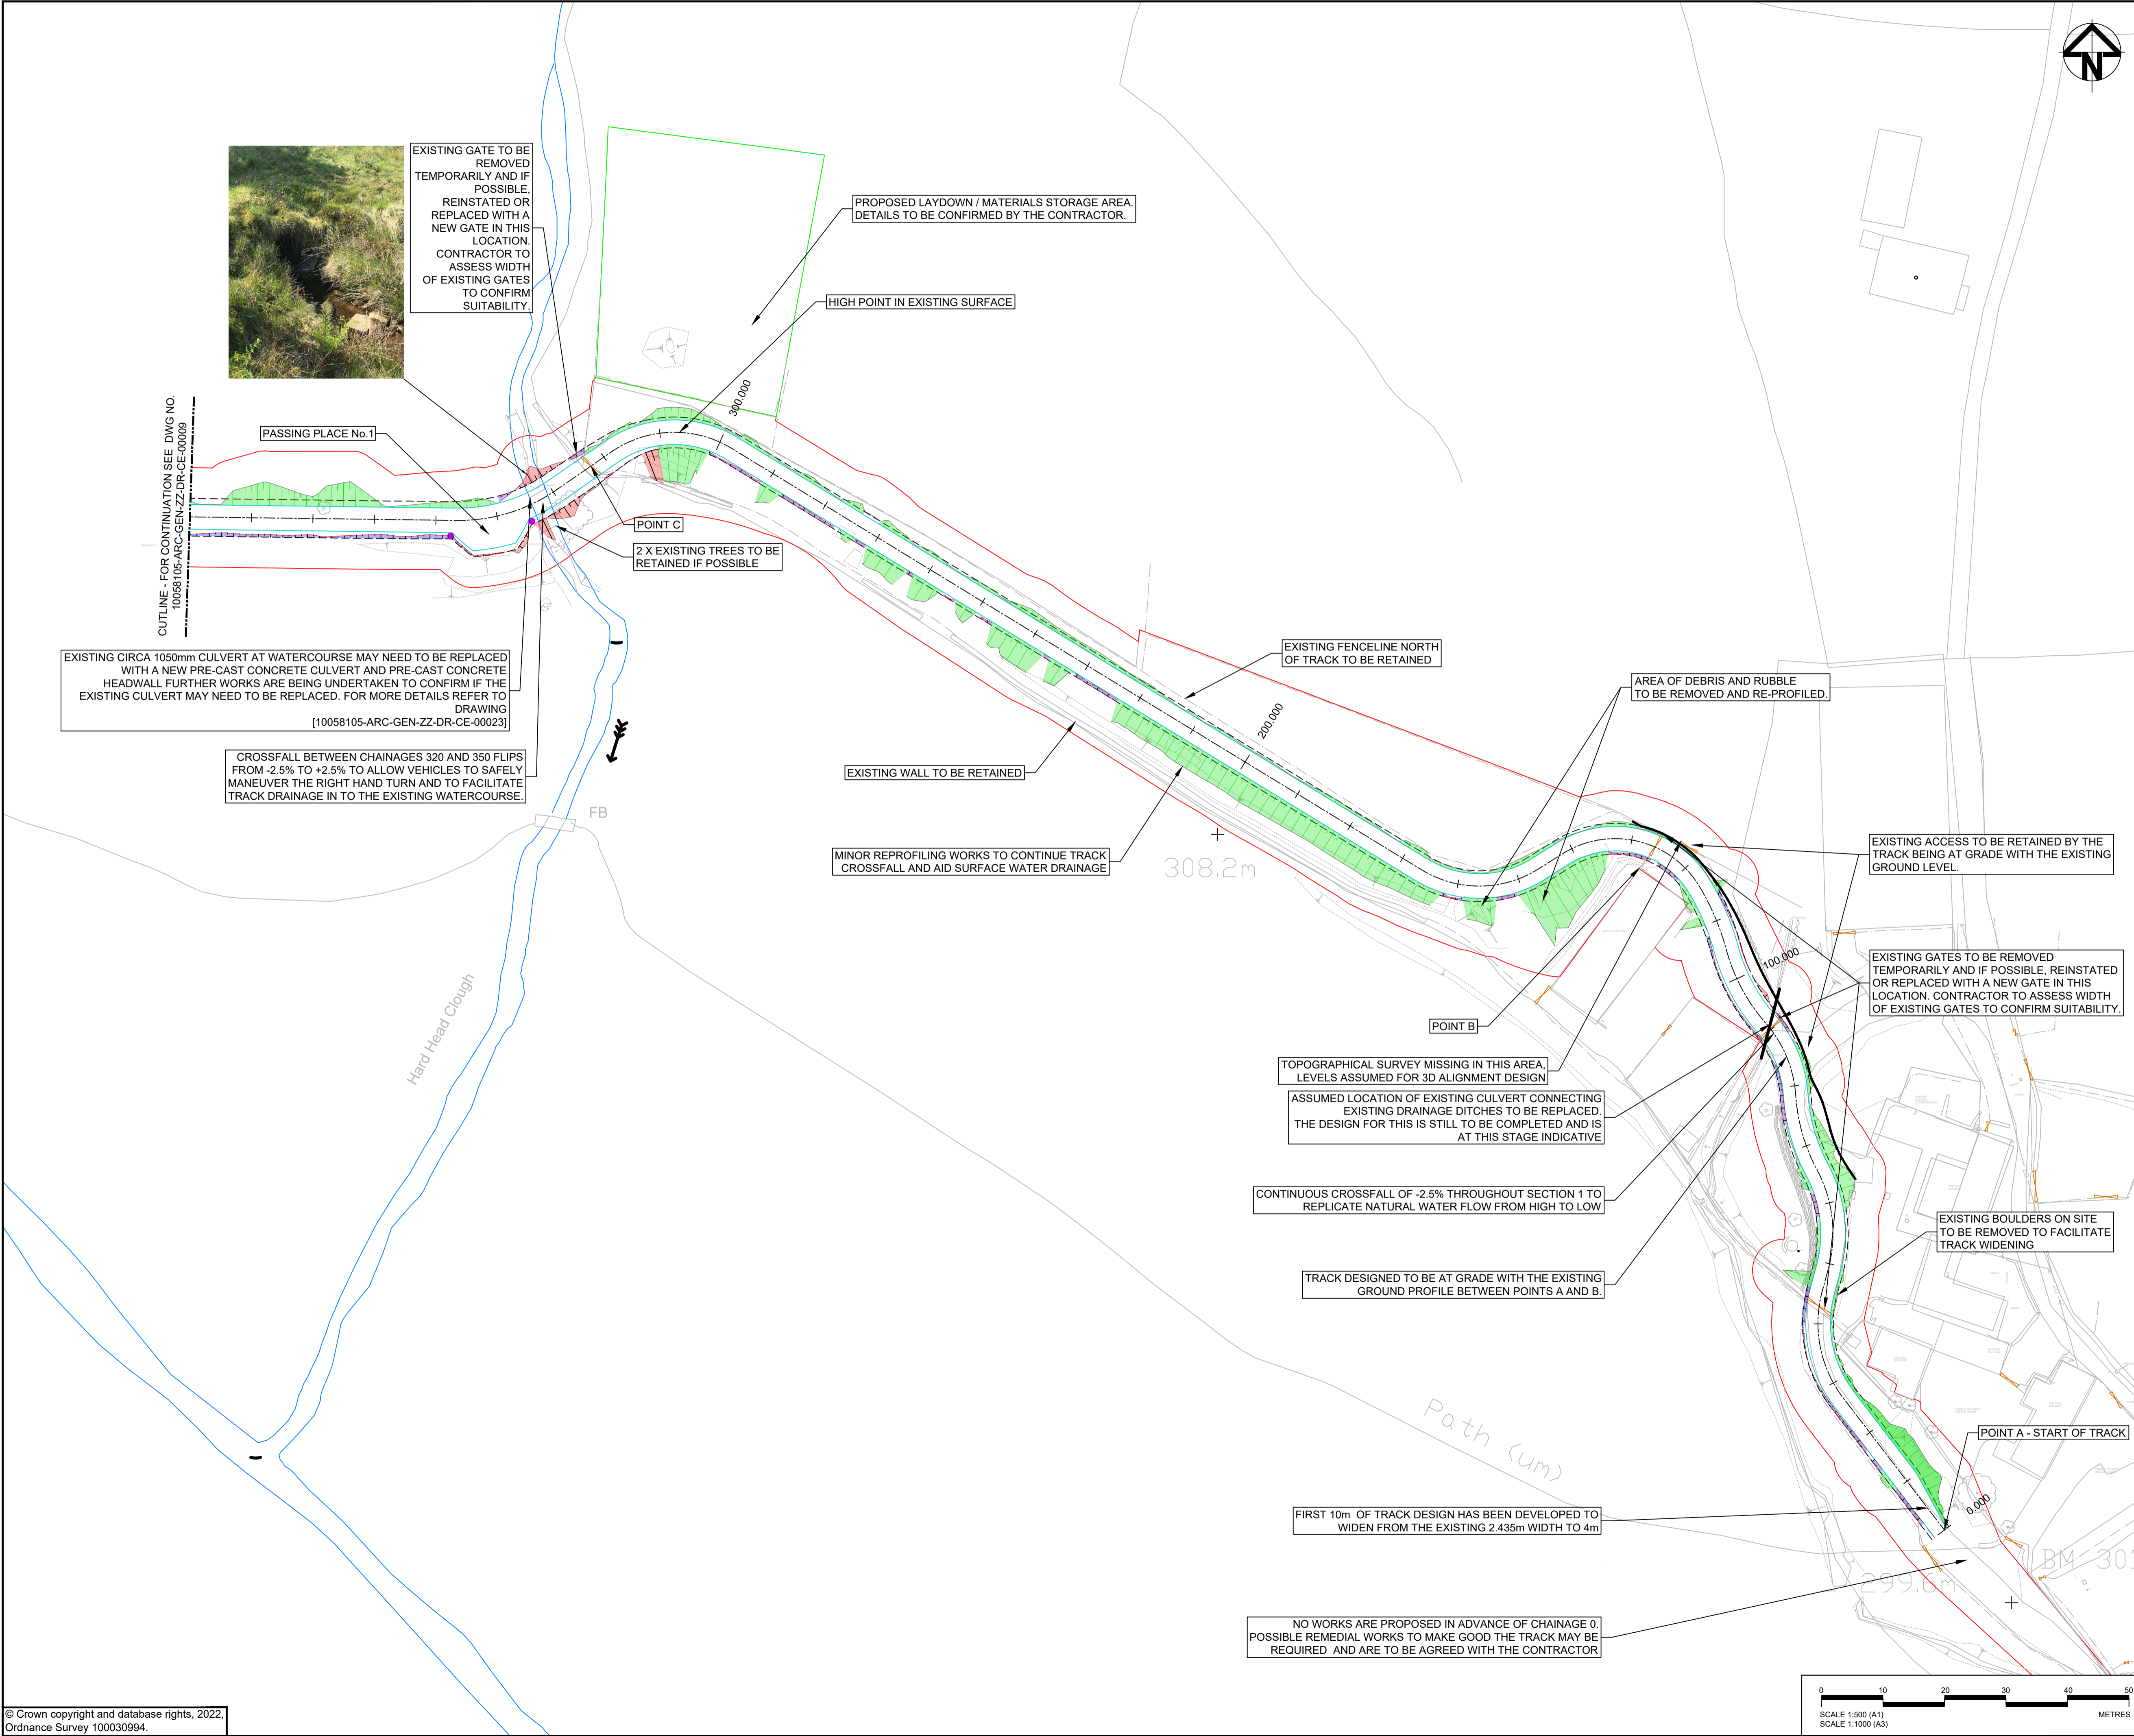 N
EXISTING GATE TO BE
REMOVED
TEMPORARILY AND IF
POSSIBLE,
REINSTATED OR
REPLACED WITH A
NEW GATE IN THIS
LOCATION.
CONTRACTOR TO
ASSESS WIDTH
OF EXISTING GATES
TO CONFIRM
SUITABILITY.
PROPOSED LAYDOWN / MATERIALS STORAGE AREA.
DETAILS TO BE CONFIRMED BY THE CONTRACTOR.
HIGH POINT IN EXISTING SURFACE
300.000
CUTLINE - FOR CONTINUATION SEE DWG NO.
10058105-ARC-GEN-ZZ-DR-CE-00009
PASSING PLACE No.1
POINT C
2 X EXISTING TREES TO BE
RETAINED IF POSSIBLE
EXISTING CIRCA 1050mm CULVERT AT WATERCOURSE MAY NEED TO BE REPLACED
WITH A NEW PRE-CAST CONCRETE CULVERT AND PRE-CAST CONCRETE
HEADWALL FURTHER WORKS ARE BEING UNDERTAKEN TO CONFIRM IF THE
EXISTING CULVERT MAY NEED TO BE REPLACED. FOR MORE DETAILS REFER TO
DRAWING
[10058105-ARC-GEN-ZZ-DR-CE-00023]
CROSSFALL BETWEEN CHAINAGES 320 AND 350 FLIPS
FROM -2.5% TO +2.5% TO ALLOW VEHICLES TO SAFELY
MANEUVER THE RIGHT HAND TURN AND TO FACILITATE
TRACK DRAINAGE IN TO THE EXISTING WATERCOURSE.
FB
EXISTING FENCELINE NORTH
OF TRACK TO BE RETAINED
200.000
AREA OF DEBRIS AND RUBBLE
TO BE REMOVED AND RE-PROFILED.
EXISTING WALL TO BE RETAINED
MINOR REPROFILING WORKS TO CONTINUE TRACK
CROSSFALL AND AID SURFACE WATER DRAINAGE
308.2m
EXISTING ACCESS TO BE RETAINED BY THE
TRACK BEING AT GRADE WITH THE EXISTING
GROUND LEVEL.
100.000
EXISTING GATES TO BE REMOVED
TEMPORARILY AND IF POSSIBLE, REINSTATED
OR REPLACED WITH A NEW GATE IN THIS
LOCATION. CONTRACTOR TO ASSESS WIDTH
OF EXISTING GATES TO CONFIRM SUITABILITY.
Hard Head Clough
POINT B
TOPOGRAPHICAL SURVEY MISSING IN THIS AREA,
LEVELS ASSUMED FOR 3D ALIGNMENT DESIGN
ASSUMED LOCATION OF EXISTING CULVERT CONNECTING
EXISTING DRAINAGE DITCHES TO BE REPLACED.
THE DESIGN FOR THIS IS STILL TO BE COMPLETED AND IS
AT THIS STAGE INDICATIVE
CONTINUOUS CROSSFALL OF -2.5% THROUGHOUT SECTION 1 TO
REPLICATE NATURAL WATER FLOW FROM HIGH TO LOW
EXISTING BOULDERS ON SITE
TO BE REMOVED TO FACILITATE
TRACK WIDENING
TRACK DESIGNED TO BE AT GRADE WITH THE EXISTING
GROUND PROFILE BETWEEN POINTS A AND B.
Path (um)
POINT A - START OF TRACK
0.000
FIRST 10m OF TRACK DESIGN HAS BEEN DEVELOPED TO
WIDEN FROM THE EXISTING 2.435m WIDTH TO 4m
BM 301
299.6m
NO WORKS ARE PROPOSED IN ADVANCE OF CHAINAGE 0.
POSSIBLE REMEDIAL WORKS TO MAKE GOOD THE TRACK MAY BE
REQUIRED AND ARE TO BE AGREED WITH THE CONTRACTOR
0 10 20 30 40 50
SCALE 1:500 (A1) METRES
SCALE 1:1000 (A3)
© Crown copyright and database rights, 2022,
Ordnance Survey 100030994.